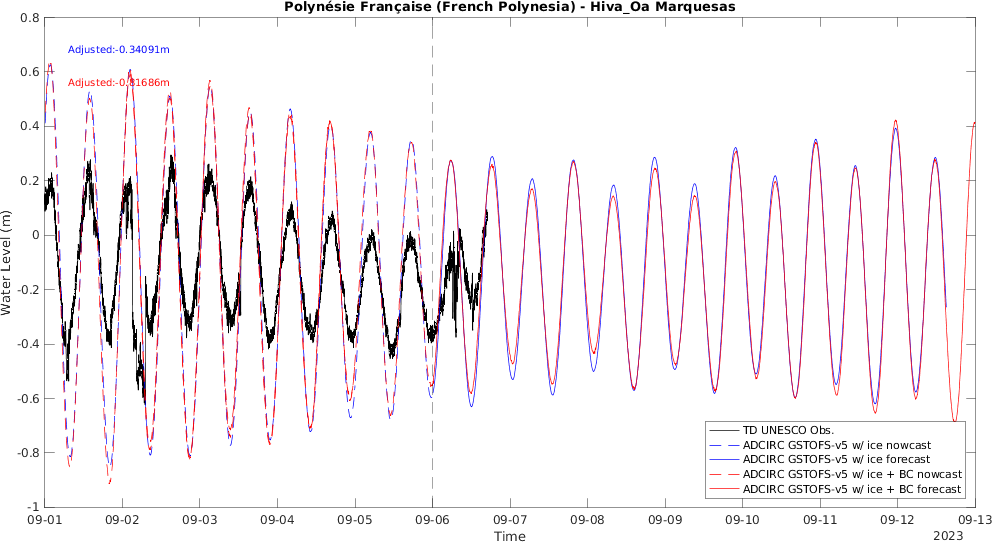 Polynésie Française (French Polynesia) - Hiva_Oa Marquesas
0.8
0.6
0.4
0.2
0
-0.2
-0.4
-0.6
-0.8
-1
Water Level (m)
Adjusted:-0.34091m
Adjusted:-0.81686m
TD UNESCO Obs.
ADCIRC GSTOFS-v5 w/ ice nowcast
ADCIRC GSTOFS-v5 w/ ice forecast
ADCIRC GSTOFS-v5 w/ ice + BC nowcast
ADCIRC GSTOFS-v5 w/ ice + BC forecast
09-01 09-02 09-03 09-04 09-05 09-06 09-07 09-08 09-09 09-10 09-11 09-12 09-13
Time
2023